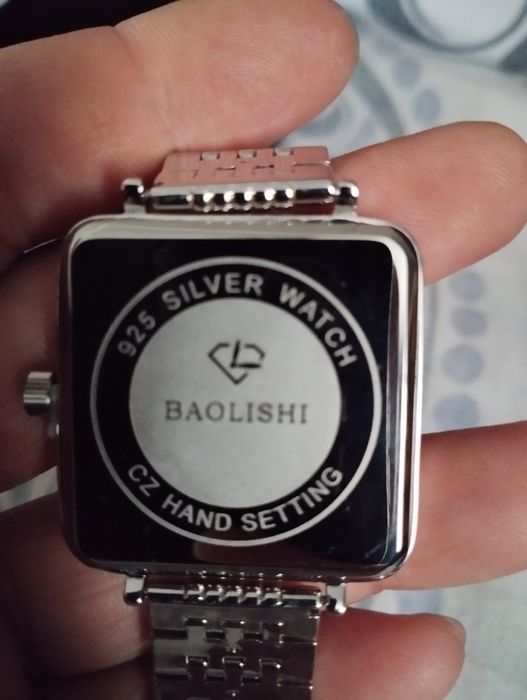 925 SILVER WATCH
BAOLISHI
CZ HAND SETTING